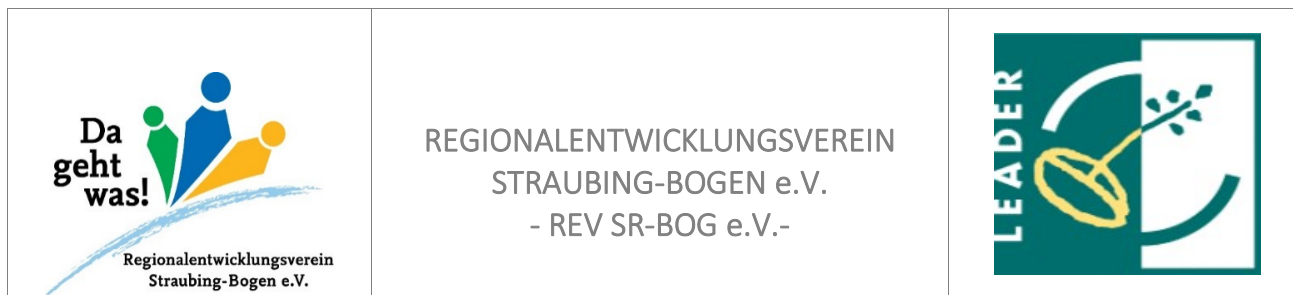 Da
geht
was!
Regionalentwicklungsverein
Straubing-Bogen e.V.
REGIONALENTWICKLUNGSVEREIN
STRAUBING-BOGEN e.V.
- REV SR-BOG e.V.-
LEADER